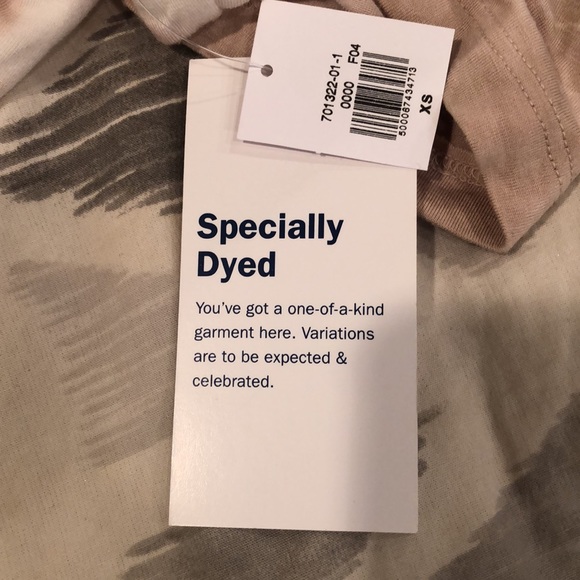 701322-01-1
0000 F04
500067434713
XS
Specially
Dyed
You've got a one-of-a-kind
garment here. Variations
are to be expected &
celebrated.